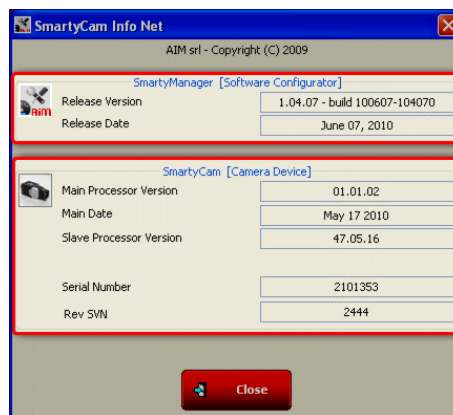 SmartyCam Info Net
AIM srl - Copyright (C) 2009
SmartyManager [Software Configurator]
Release Version 1.04.07 - build 100607-104070
Release Date June 07, 2010
AiM
SmartyCam [Camera Device]
Main Processor Version 01.01.02
Main Date May 17 2010
Slave Processor Version 47.05.16
Serial Number 2101353
Rev SVN 2444
Close